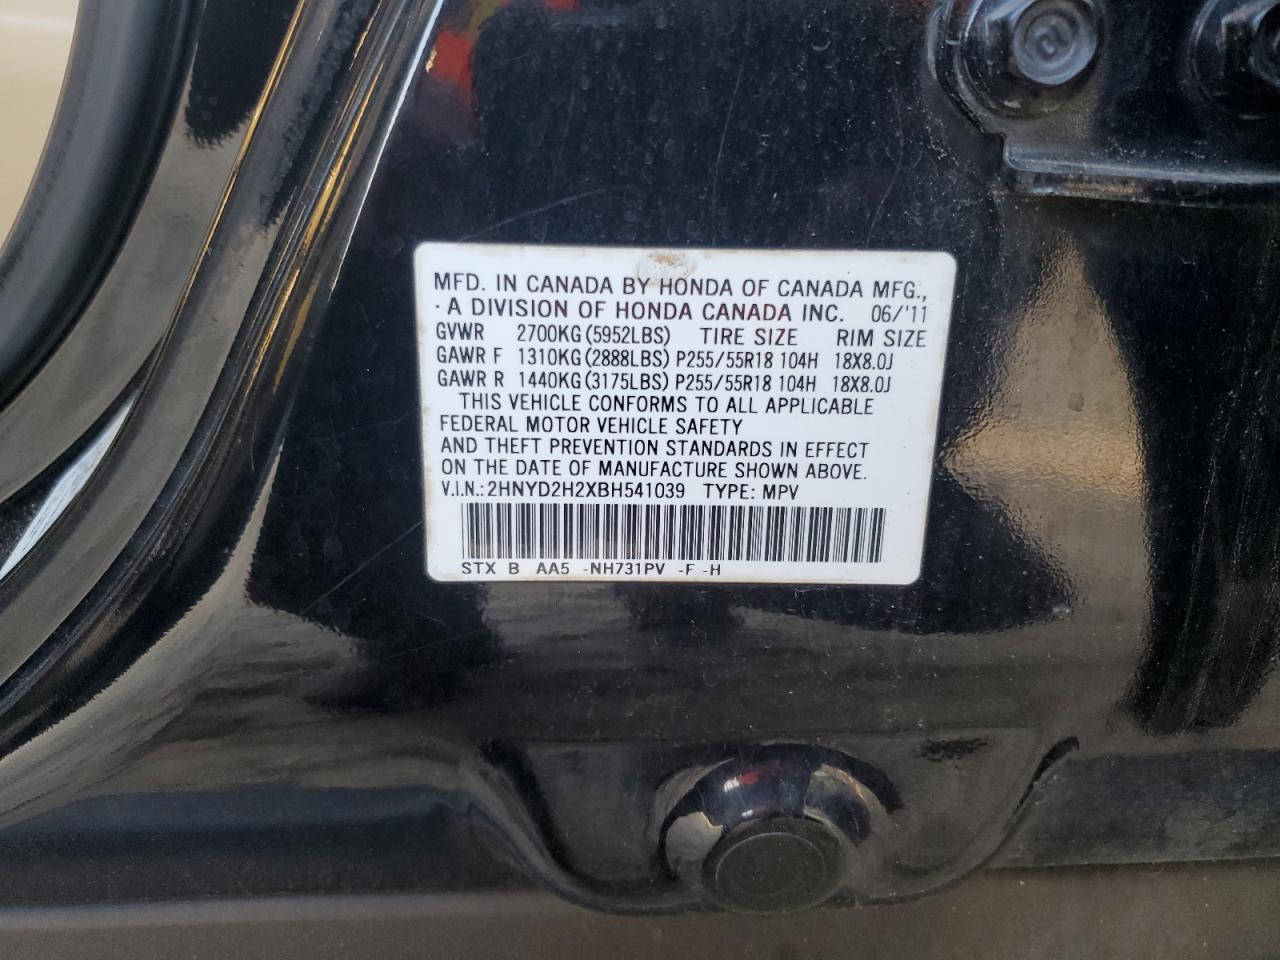 MFD. IN CANADA BY HONDA OF CANADA MFG.,
· A DIVISION OF HONDA CANADA INC. 06/'11
GVWR 2700KG(5952LBS) TIRE SIZE RIM SIZE
GAWR F 1310KG(2888LBS) P255/55R18 104H 18X8.0J
GAWR R 1440KG(3175LBS) P255/55R18 104H 18X8.0J
THIS VEHICLE CONFORMS TO ALL APPLICABLE
FEDERAL MOTOR VEHICLE SAFETY
AND THEFT PREVENTION STANDARDS IN EFFECT
ON THE DATE OF MANUFACTURE SHOWN ABOVE.
V.I.N.:2HNYD2H2XBH541039 TYPE: MPV
STX B AA5 -NH731PV -F -H